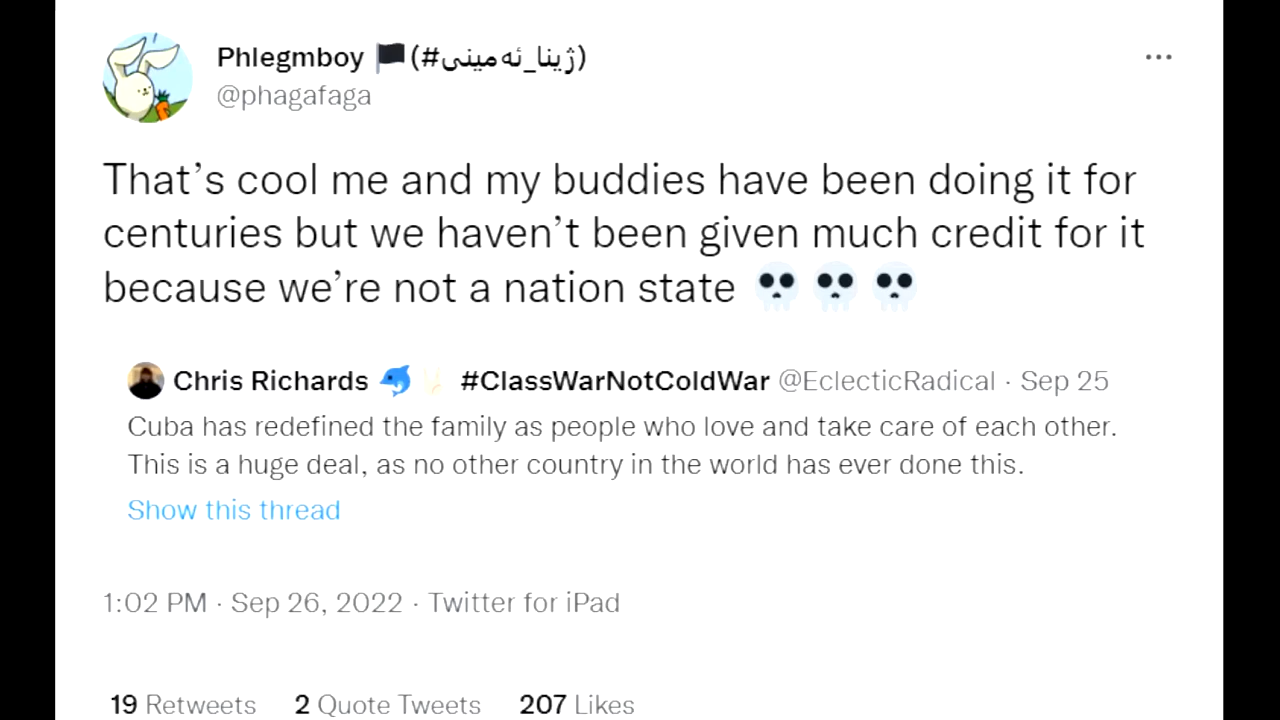 Phlegmboy 🏴 (#ژینا_ئەمینی)
@phagafaga
That’s cool me and my buddies have been doing it for
centuries but we haven’t been given much credit for it
because we’re not a nation state 💀 💀 💀
Chris Richards 🐬 #ClassWarNotColdWar @EclecticRadical · Sep 25
Cuba has redefined the family as people who love and take care of each other.
This is a huge deal, as no other country in the world has ever done this.
Show this thread
1:02 PM · Sep 26, 2022 · Twitter for iPad
19 Retweets 2 Quote Tweets 207 Likes